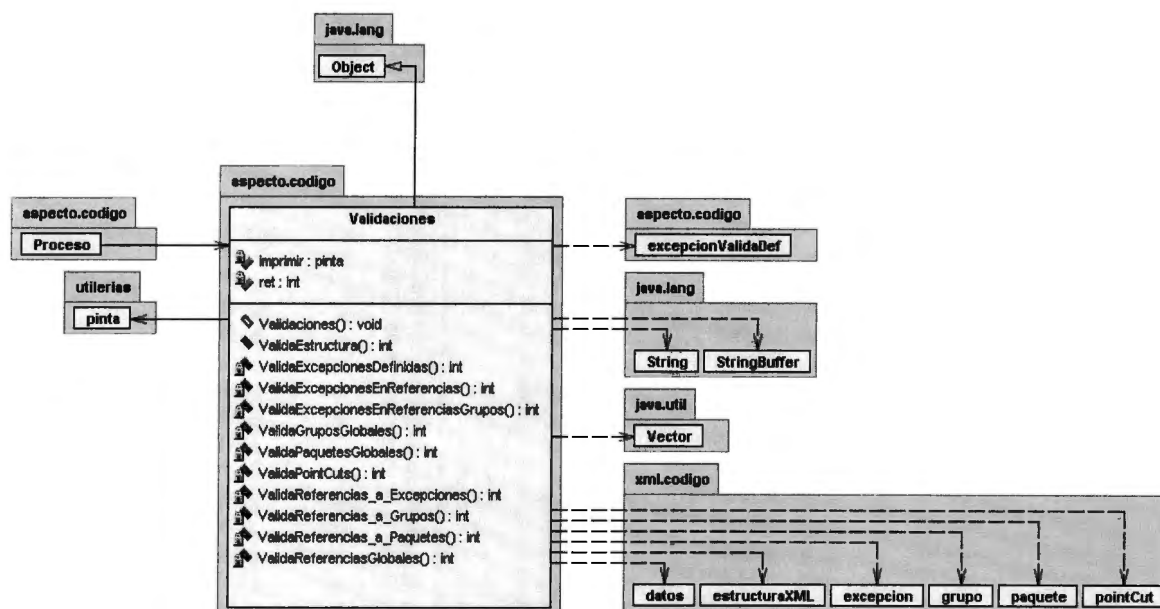 java.lang
Object
aspecto.codigo
Validaciones
imprimir : pinta
ret : int
Validaciones() : void
ValidaEstructura() : int
ValidaExcepcionesDefinidas() : int
ValidaExcepcionesEnReferencias() : int
ValidaExcepcionesEnReferenciasGrupos() : int
ValidaGruposGlobales() : int
ValidaPaquetesGlobales() : int
ValidaPointCuts() : int
ValidaReferencias_a_Excepciones() : int
ValidaReferencias_a_Grupos() : int
ValidaReferencias_a_Paquetes() : int
ValidaReferenciasGlobales() : int
aspecto.codigo
Proceso
utilerias
pinta
aspecto.codigo
excepcionValidaDef
java.lang
String StringBuffer
java.util
Vector
xml.codigo
datos estructuraXML excepcion grupo paquete pointCut